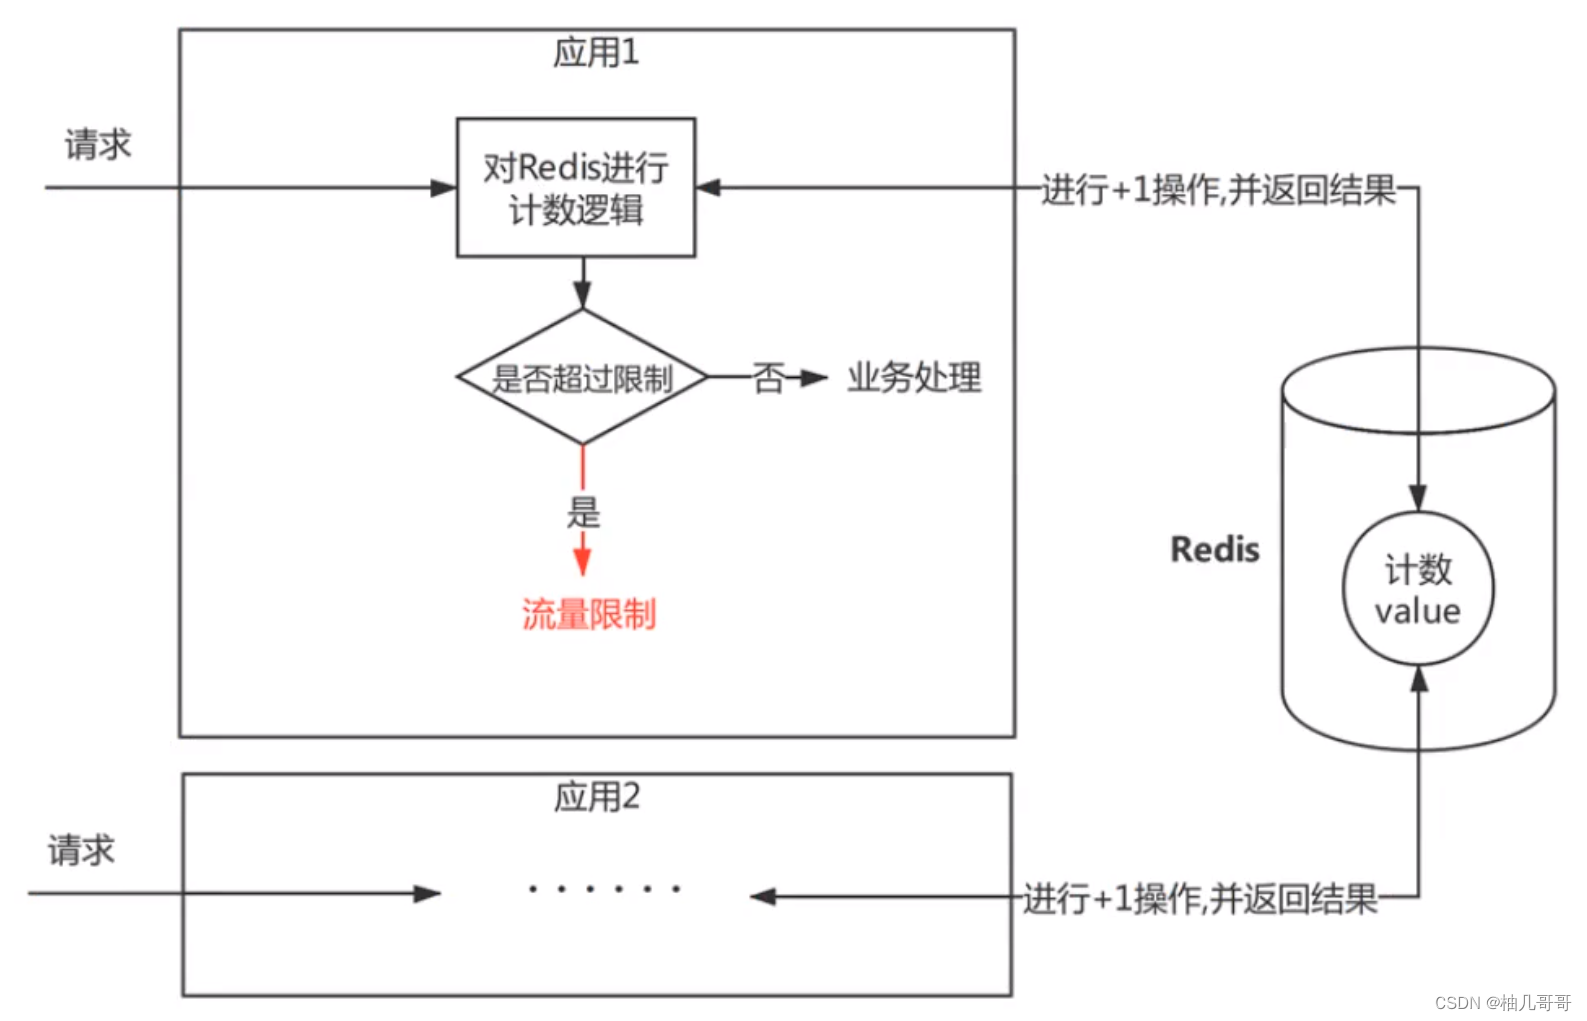 应用1
请求
对Redis进行
计数逻辑
进行+1操作,并返回结果
是否超过限制
否
业务处理
是
流量限制
Redis
计数
value
应用2
请求
······
进行+1操作,并返回结果
CSDN @柚几哥哥